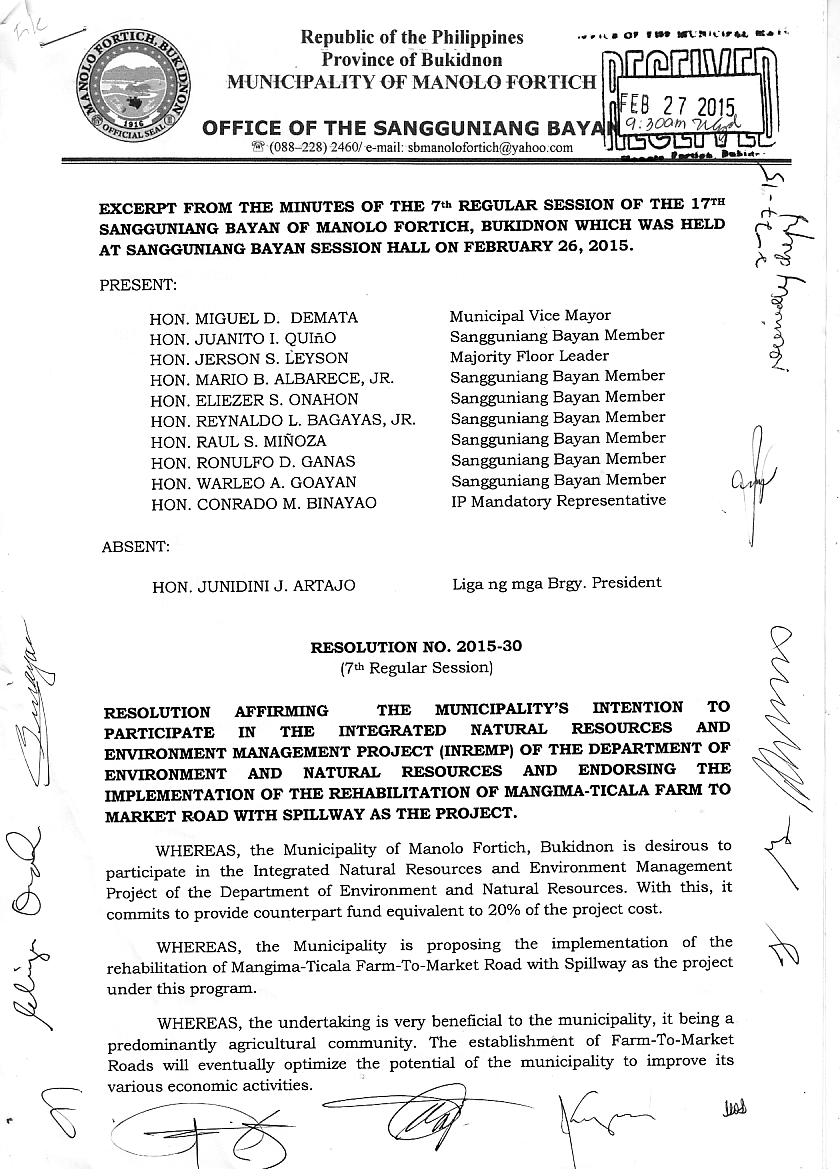 Republic of the Philippines
Province of Bukidnon
MUNICIPALITY OF MANOLO FORTICH
OFFICE OF THE SANGGUNIANG BAYAN
☏ (088–228) 2460/ e-mail: sbmanolofortich@yahoo.com
MANOLO FORTICH, BUKIDNON
1916
OFFICIAL SEAL
RECEIVED
FEB 27 2015
9:30am
EXCERPT FROM THE MINUTES OF THE 7th REGULAR SESSION OF THE 17TH
SANGGUNIANG BAYAN OF MANOLO FORTICH, BUKIDNON WHICH WAS HELD
AT SANGGUNIANG BAYAN SESSION HALL ON FEBRUARY 26, 2015.
PRESENT:
HON. MIGUEL D. DEMATA Municipal Vice Mayor
HON. JUANITO I. QUIñO Sangguniang Bayan Member
HON. JERSON S. LEYSON Majority Floor Leader
HON. MARIO B. ALBARECE, JR. Sangguniang Bayan Member
HON. ELIEZER S. ONAHON Sangguniang Bayan Member
HON. REYNALDO L. BAGAYAS, JR. Sangguniang Bayan Member
HON. RAUL S. MIÑOZA Sangguniang Bayan Member
HON. RONULFO D. GANAS Sangguniang Bayan Member
HON. WARLEO A. GOAYAN Sangguniang Bayan Member
HON. CONRADO M. BINAYAO IP Mandatory Representative
ABSENT:
HON. JUNIDINI J. ARTAJO Liga ng mga Brgy. President
RESOLUTION NO. 2015-30
(7th Regular Session)
RESOLUTION AFFIRMING THE MUNICIPALITY'S INTENTION TO
PARTICIPATE IN THE INTEGRATED NATURAL RESOURCES AND
ENVIRONMENT MANAGEMENT PROJECT (INREMP) OF THE DEPARTMENT OF
ENVIRONMENT AND NATURAL RESOURCES AND ENDORSING THE
IMPLEMENTATION OF THE REHABILITATION OF MANGIMA-TICALA FARM TO
MARKET ROAD WITH SPILLWAY AS THE PROJECT.
WHEREAS, the Municipality of Manolo Fortich, Bukidnon is desirous to
participate in the Integrated Natural Resources and Environment Management
Project of the Department of Environment and Natural Resources. With this, it
commits to provide counterpart fund equivalent to 20% of the project cost.
WHEREAS, the Municipality is proposing the implementation of the
rehabilitation of Mangima-Ticala Farm-To-Market Road with Spillway as the project
under this program.
WHEREAS, the undertaking is very beneficial to the municipality, it being a
predominantly agricultural community. The establishment of Farm-To-Market
Roads will eventually optimize the potential of the municipality to improve its
various economic activities.